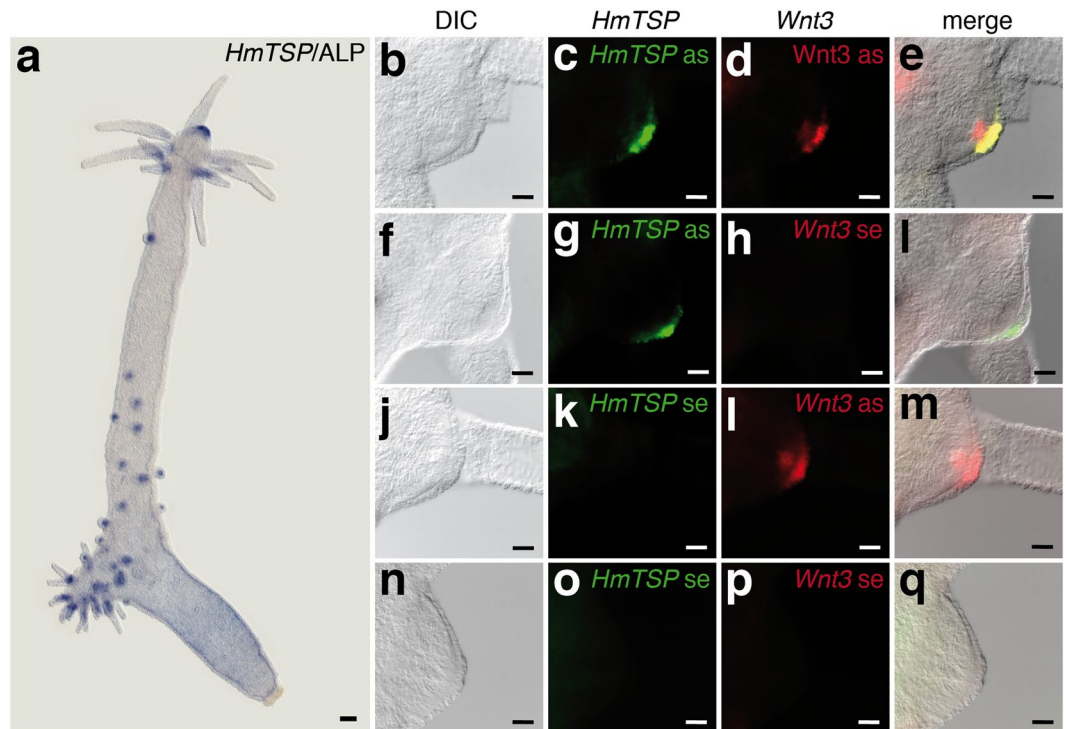 DIC HmTSP Wnt3 merge
a HmTSP/ALP
b c HmTSP as d Wnt3 as e
f g HmTSP as h Wnt3 se l
j k HmTSP se l Wnt3 as m
n o HmTSP se p Wnt3 se q